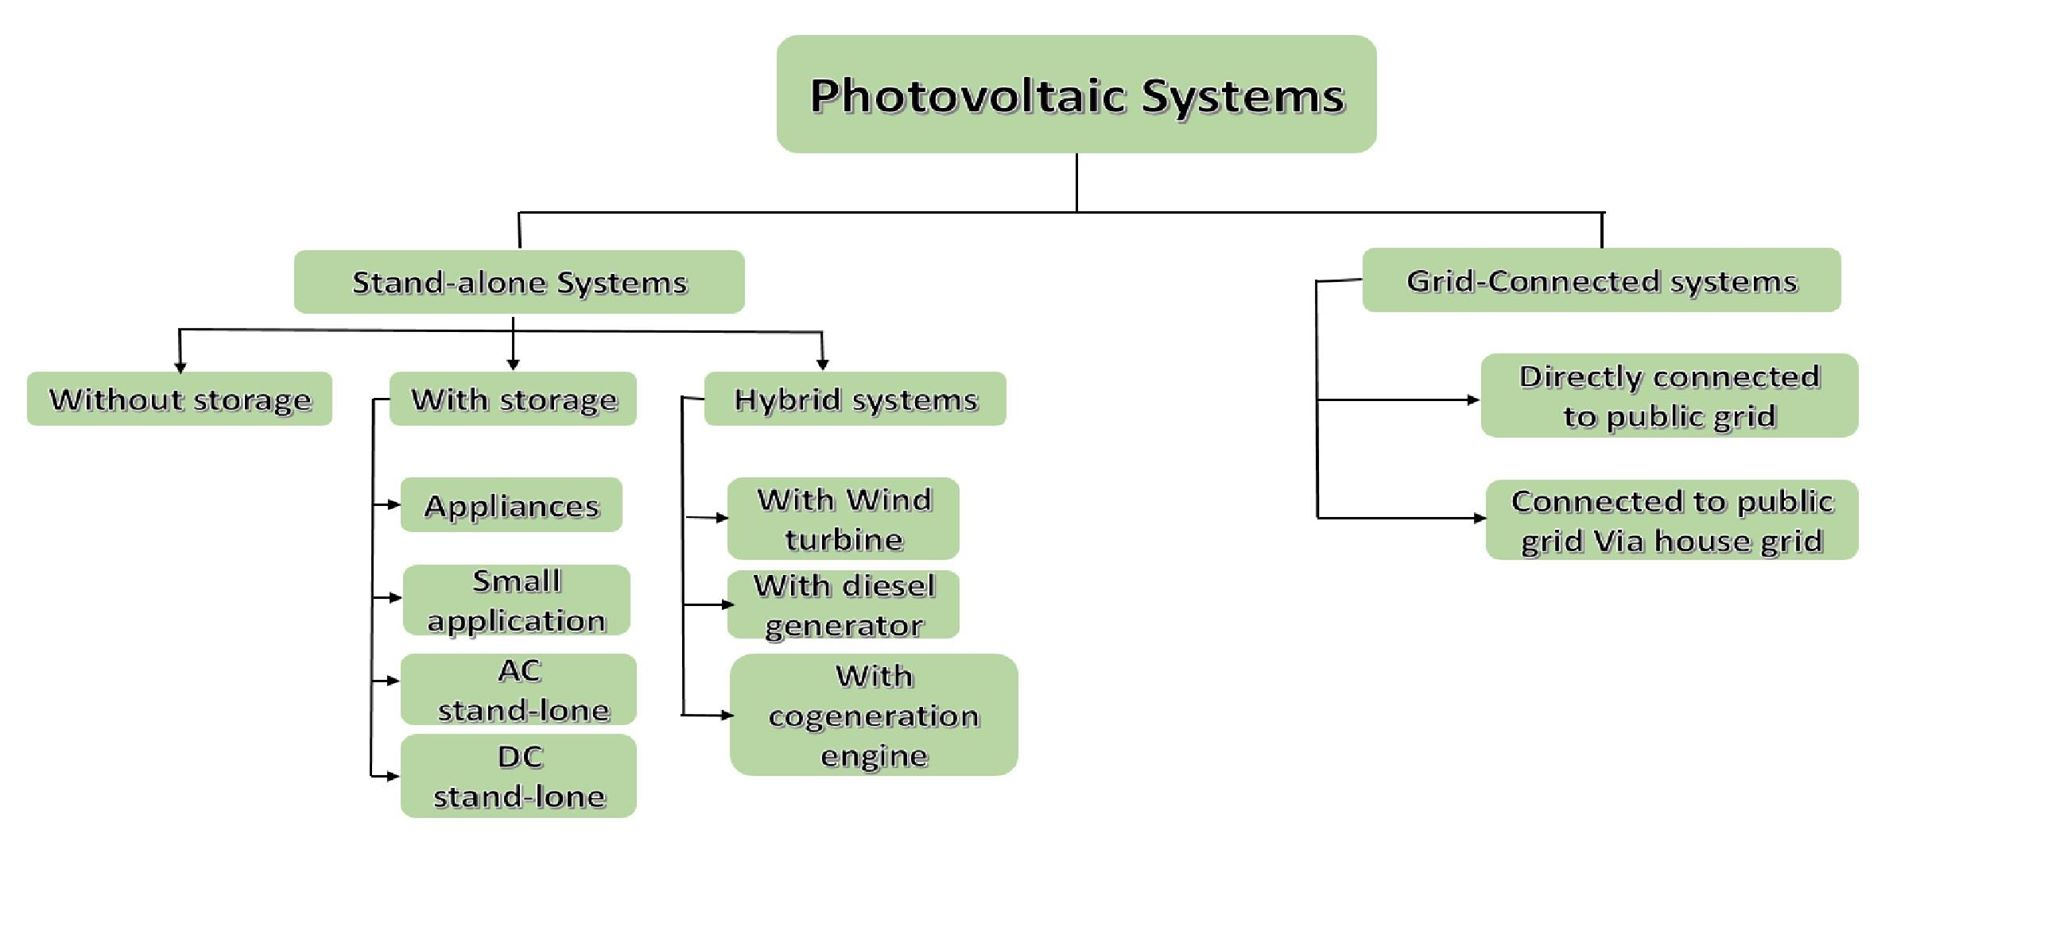 Photovoltaic Systems
Stand-alone Systems
Grid-Connected systems
Without storage
With storage
Hybrid systems
Directly connected
to public grid
Appliances
With Wind
turbine
Connected to public
grid Via house grid
Small
application
With diesel
generator
AC
stand-lone
With
cogeneration
engine
DC
stand-lone